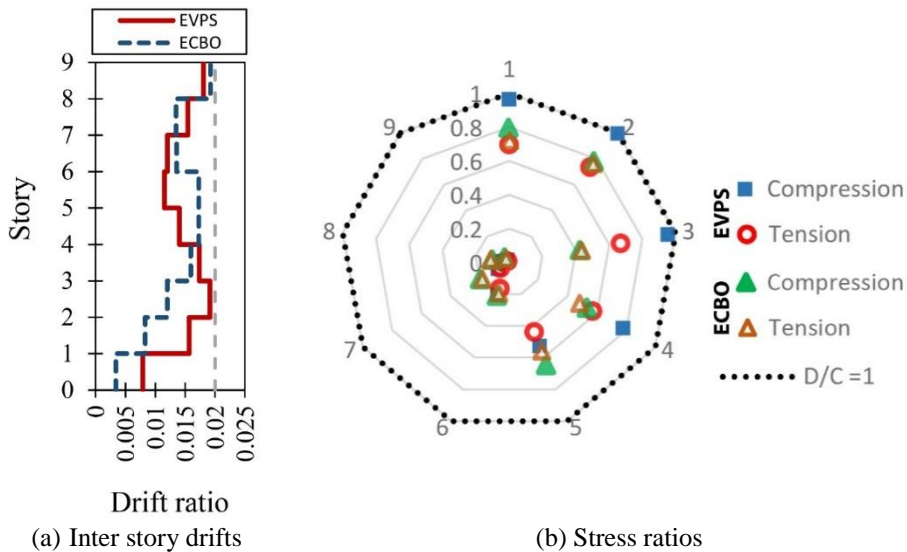 EVPS
ECBO
9
8
7
6
5
4
3
2
1
0
Story
0
0.005
0.01
0.015
0.02
0.025
Drift ratio
(a) Inter story drifts
1
2
3
4
5
6
7
8
9
1
0.8
0.6
0.4
0.2
0
EVPS
Compression
Tension
ECBO
Compression
Tension
D/C =1
(b) Stress ratios